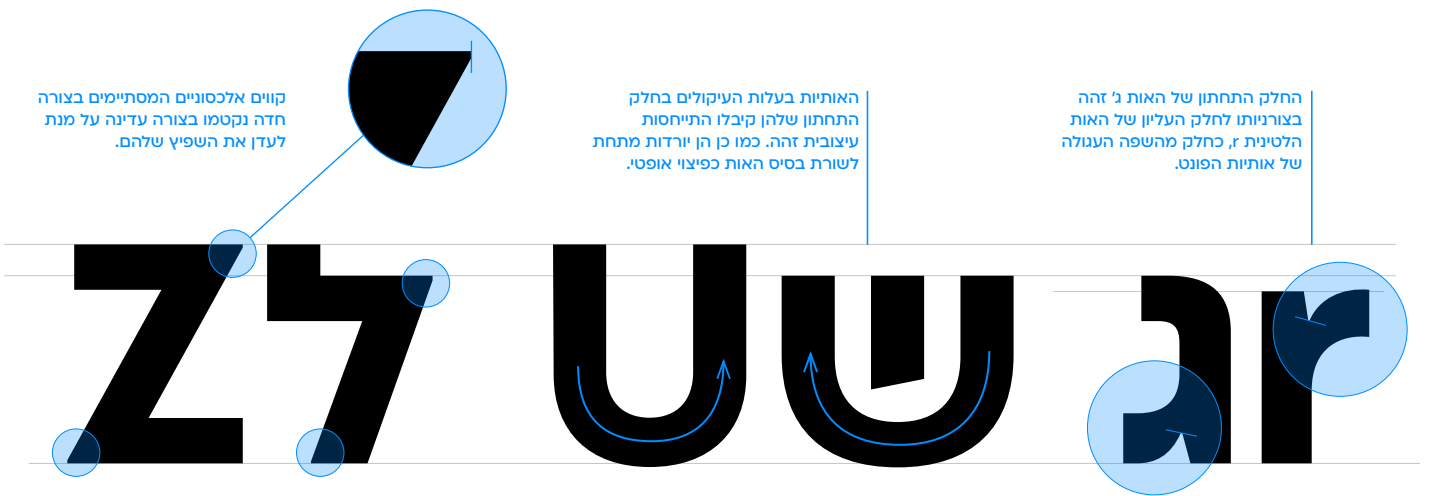 החלק התחתון של האות ג' זהה
בצורניותו לחלק העליון של האות
הלטינית r, כחלק מהשפה העגולה
של אותיות הפונט.
האותיות בעלות העיקולים בחלק
התחתון שלהן קיבלו התייחסות
עיצובית זהה. כמו כן הן יורדות מתחת
לשורת בסיס האות כפיצוי אופטי.
קווים אלכסוניים המסתיימים בצורה
חדה נקטמו בצורה עדינה על מנת
לעדן את השפיץ שלהם.
Zל Uש גr